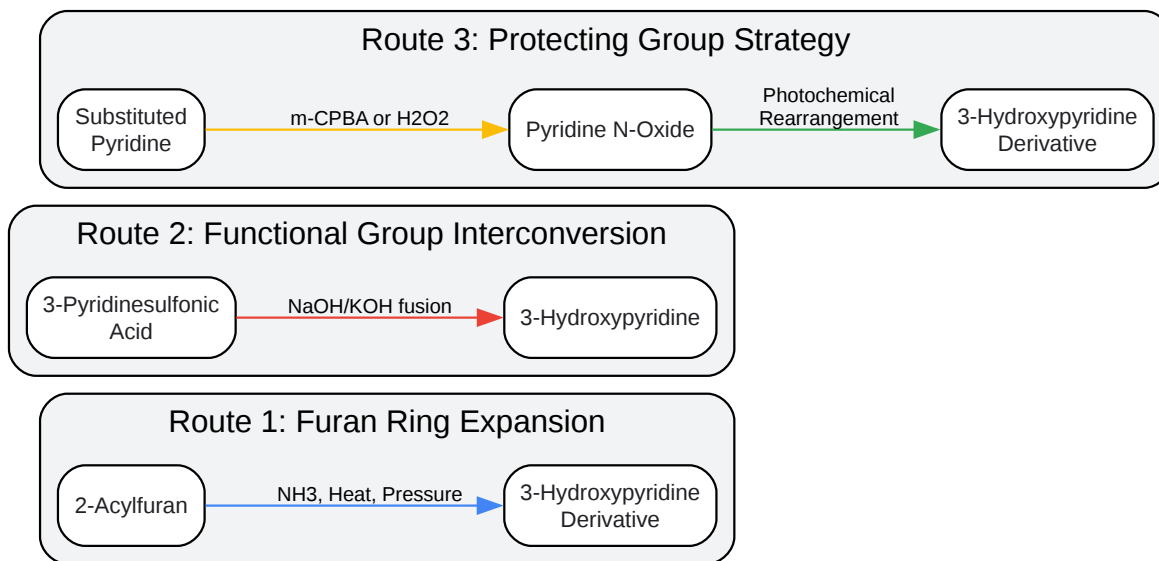 Route 3: Protecting Group Strategy
Substituted
Pyridine
m-CPBA or H2O2
Pyridine N-Oxide
Photochemical
Rearrangement
3-Hydroxypyridine
Derivative
Route 2: Functional Group Interconversion
3-Pyridinesulfonic
Acid
NaOH/KOH fusion
3-Hydroxypyridine
Route 1: Furan Ring Expansion
2-Acylfuran
NH3, Heat, Pressure
3-Hydroxypyridine
Derivative